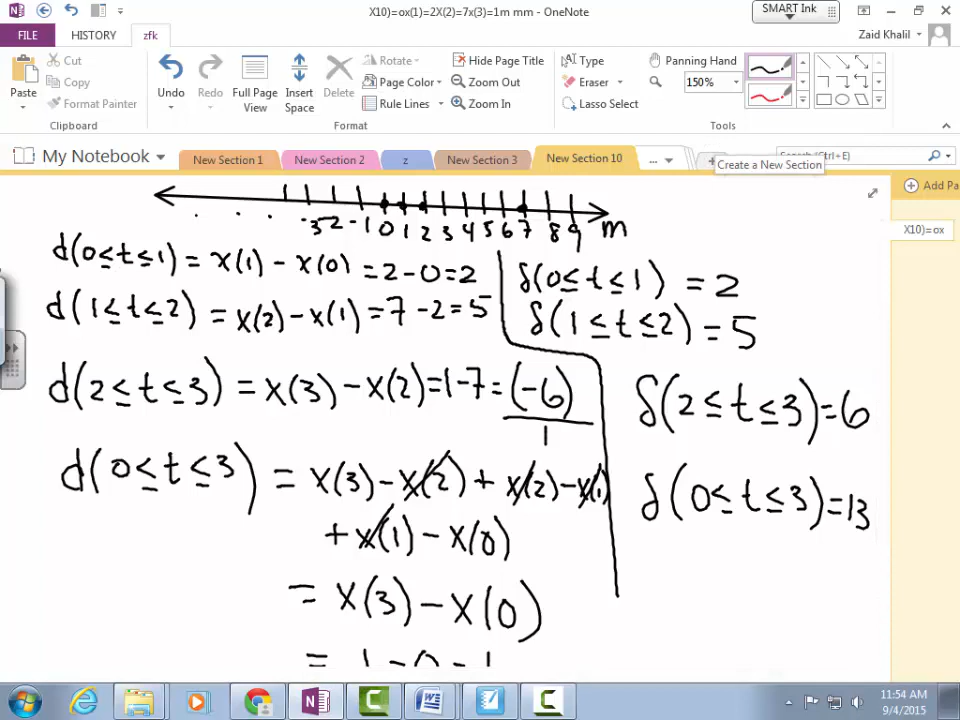 X10)=ox(1)=2X(2)=7x(3)=1m mm - OneNote
SMART Ink
FILE HISTORY zfk
Zaid Khalil
Paste
Cut
Copy
Format Painter
Clipboard
Undo
Redo
Full Page View
Insert Space
Delete
Rotate
Page Color
Rule Lines
Format
Hide Page Title
Zoom Out
Zoom In
Type
Eraser
Lasso Select
Panning Hand
150%
Tools
My Notebook
New Section 1
New Section 2
z
New Section 3
New Section 10
...
Create a New Section
Search (Ctrl+E)
Add Pa
X10)=ox
-3 -2 -1 0 1 2 3 4 5 6 7 8 9 m
d(0≤t≤1) = x(1) - x(0) = 2-0=2
d(1≤t≤2) = x(2)-x(1)=7-2=5
d(2≤t≤3) = x(3)-x(2)=1-7=(-6)
1
d(0≤t≤3) = x(3)-x(2)+x(2)-x(1)
+x(1)-x(0)
= x(3)-x(0)
= 1-0-1
δ(0≤t≤1) = 2
δ(1≤t≤2)=5
δ(2≤t≤3)=6
δ(0≤t≤3)=13
11:54 AM
9/4/2015